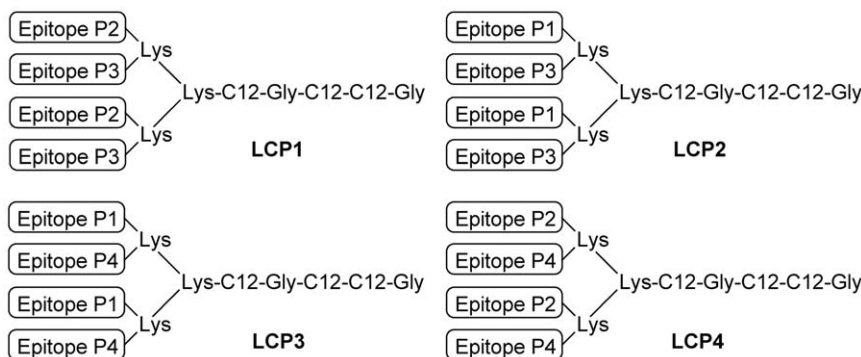 Epitope P2
Lys
Epitope P3
Lys-C12-Gly-C12-C12-Gly
Epitope P2
Lys
Epitope P3
LCP1
Epitope P1
Lys
Epitope P3
Lys-C12-Gly-C12-C12-Gly
Epitope P1
Lys
Epitope P3
LCP2
Epitope P1
Lys
Epitope P4
Lys-C12-Gly-C12-C12-Gly
Epitope P1
Lys
Epitope P4
LCP3
Epitope P2
Lys
Epitope P4
Lys-C12-Gly-C12-C12-Gly
Epitope P2
Lys
Epitope P4
LCP4